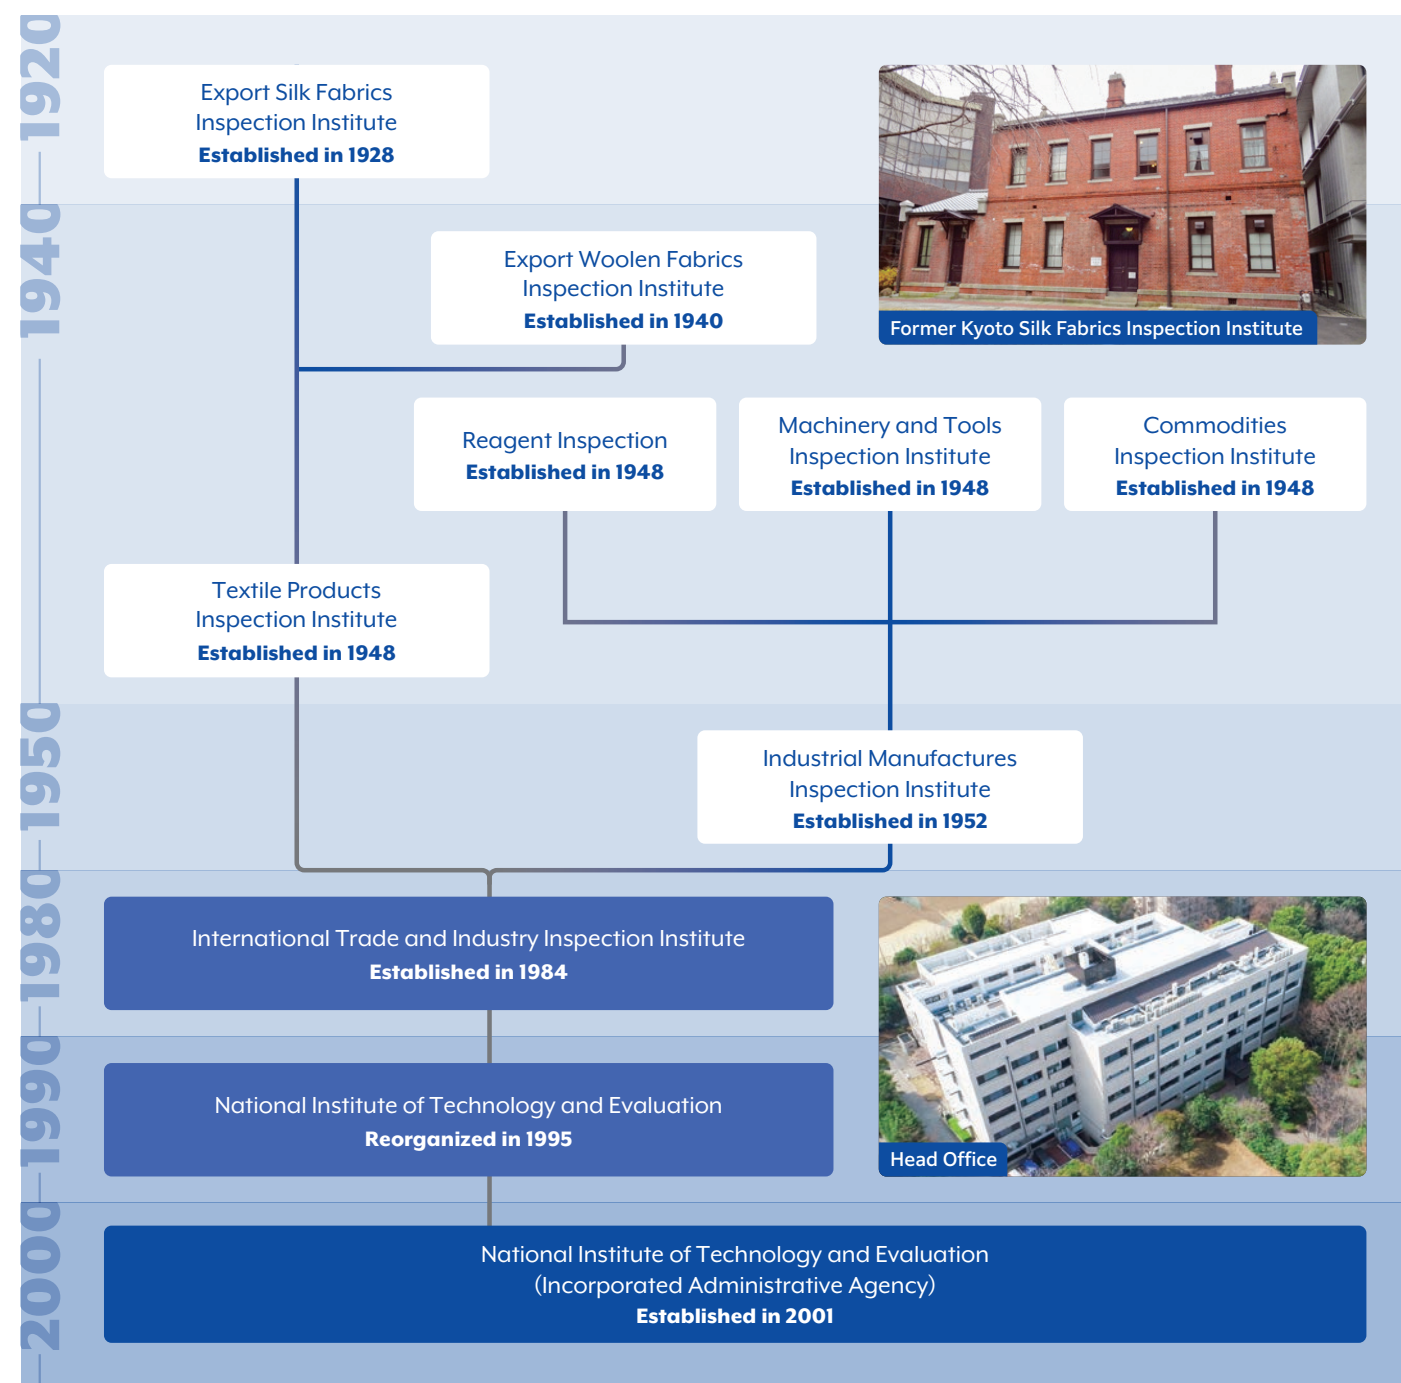 1920
Export Silk Fabrics
Inspection Institute
Established in 1928
Former Kyoto Silk Fabrics Inspection Institute
1940
Export Woolen Fabrics
Inspection Institute
Established in 1940
Reagent Inspection
Established in 1948
Machinery and Tools
Inspection Institute
Established in 1948
Commodities
Inspection Institute
Established in 1948
Textile Products
Inspection Institute
Established in 1948
1950
Industrial Manufactures
Inspection Institute
Established in 1952
1980
International Trade and Industry Inspection Institute
Established in 1984
Head Office
1990
National Institute of Technology and Evaluation
Reorganized in 1995
2000
National Institute of Technology and Evaluation
(Incorporated Administrative Agency)
Established in 2001